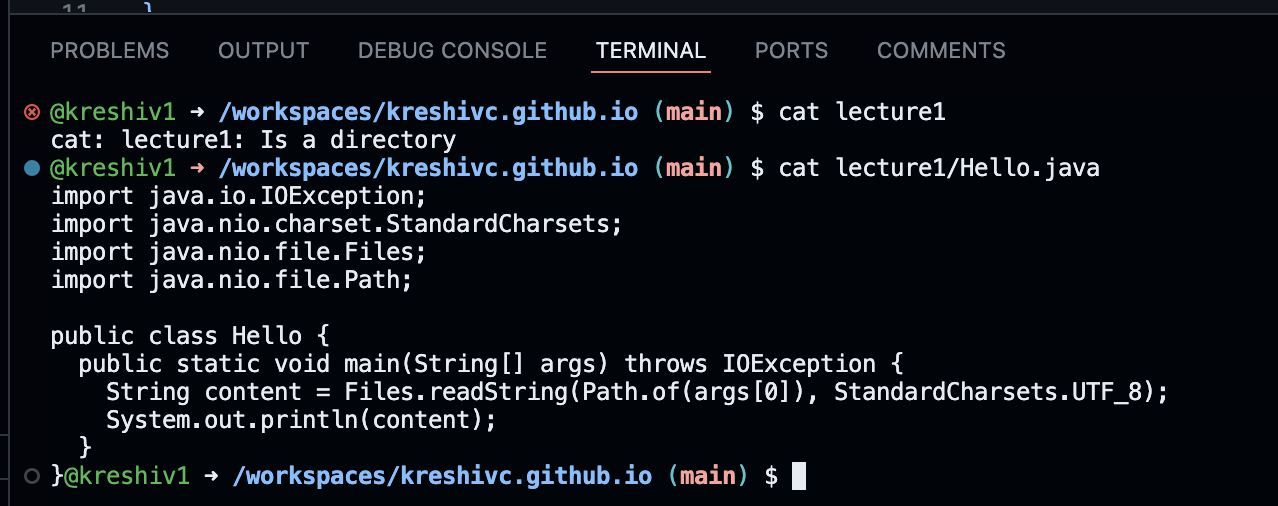 11 }
PROBLEMS OUTPUT DEBUG CONSOLE TERMINAL PORTS COMMENTS
@kreshiv1 ➜ /workspaces/kreshivc.github.io (main) $ cat lecture1
cat: lecture1: Is a directory
@kreshiv1 ➜ /workspaces/kreshivc.github.io (main) $ cat lecture1/Hello.java
import java.io.IOException;
import java.nio.charset.StandardCharsets;
import java.nio.file.Files;
import java.nio.file.Path;

public class Hello {
  public static void main(String[] args) throws IOException {
    String content = Files.readString(Path.of(args[0]), StandardCharsets.UTF_8);
    System.out.println(content);
  }
}@kreshiv1 ➜ /workspaces/kreshivc.github.io (main) $